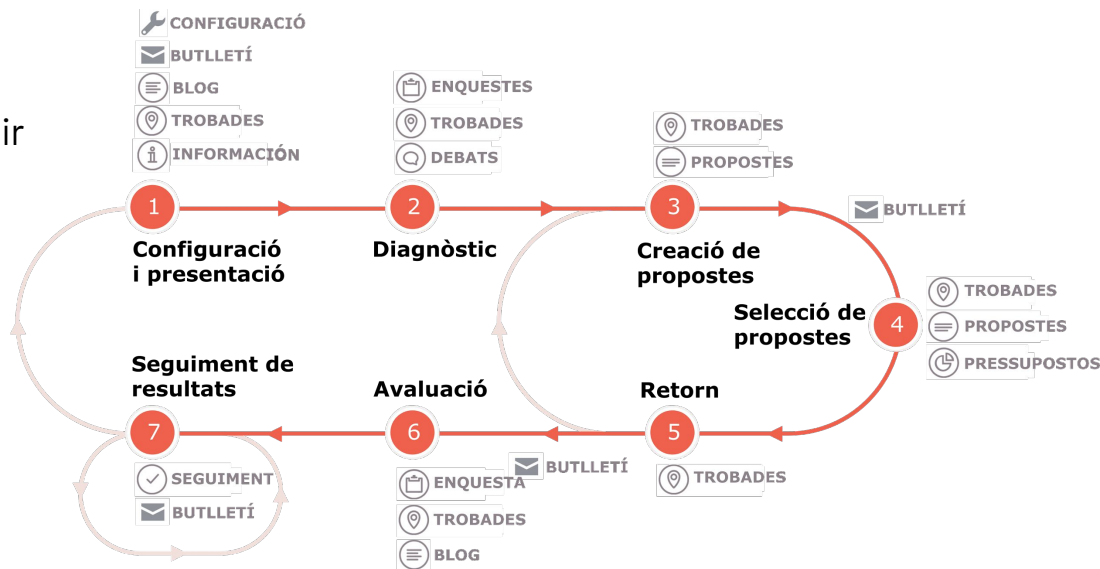 CONFIGURACIÓ
BUTLLETÍ
BLOG
TROBADES
INFORMACIÓN
ir
ENQUESTES
TROBADES
DEBATS
TROBADES
PROPOSTES
1
2
3
BUTLLETÍ
Configuració
i presentació
Diagnòstic
Creació de
propostes
Selecció de
propostes
4
TROBADES
PROPOSTES
PRESSUPOSTOS
Seguiment de
resultats
Avaluació
Retorn
7
6
5
SEGUIMENT
BUTLLETÍ
ENQUESTA
TROBADES
BLOG
BUTLLETÍ
TROBADES